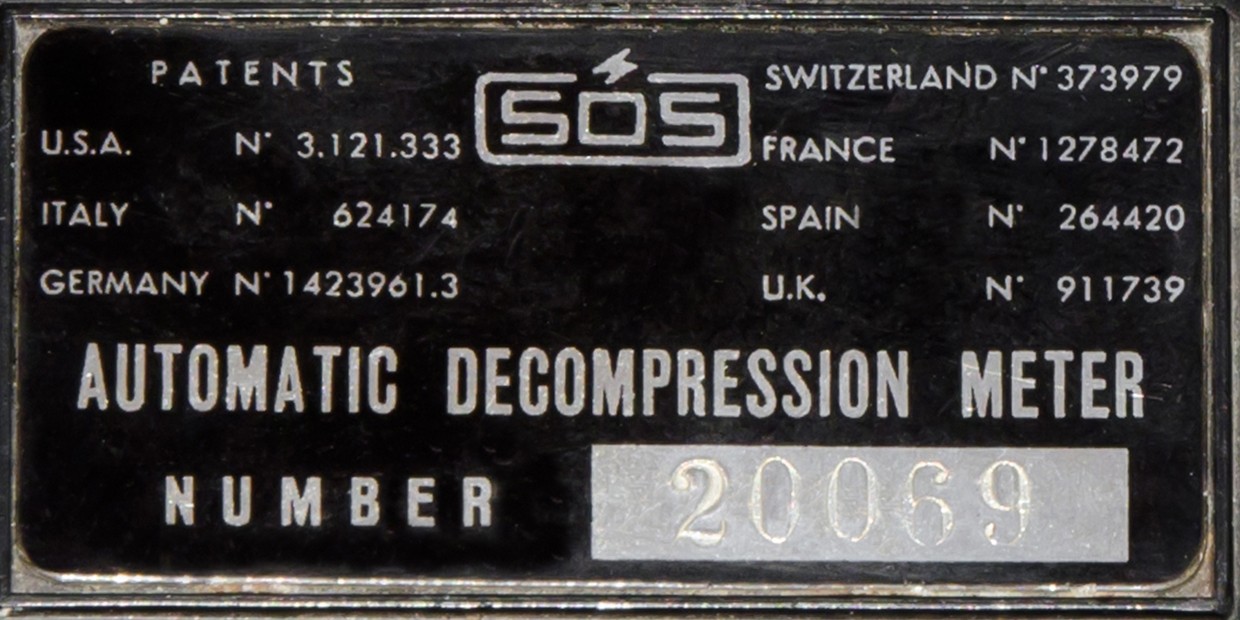 PATENTS
SOS
SWITZERLAND N° 373979
U.S.A. N° 3.121.333
FRANCE N° 1278472
ITALY N° 624174
SPAIN N° 264420
GERMANY N° 1423961.3
U.K. N° 911739
AUTOMATIC DECOMPRESSION METER
NUMBER 20069